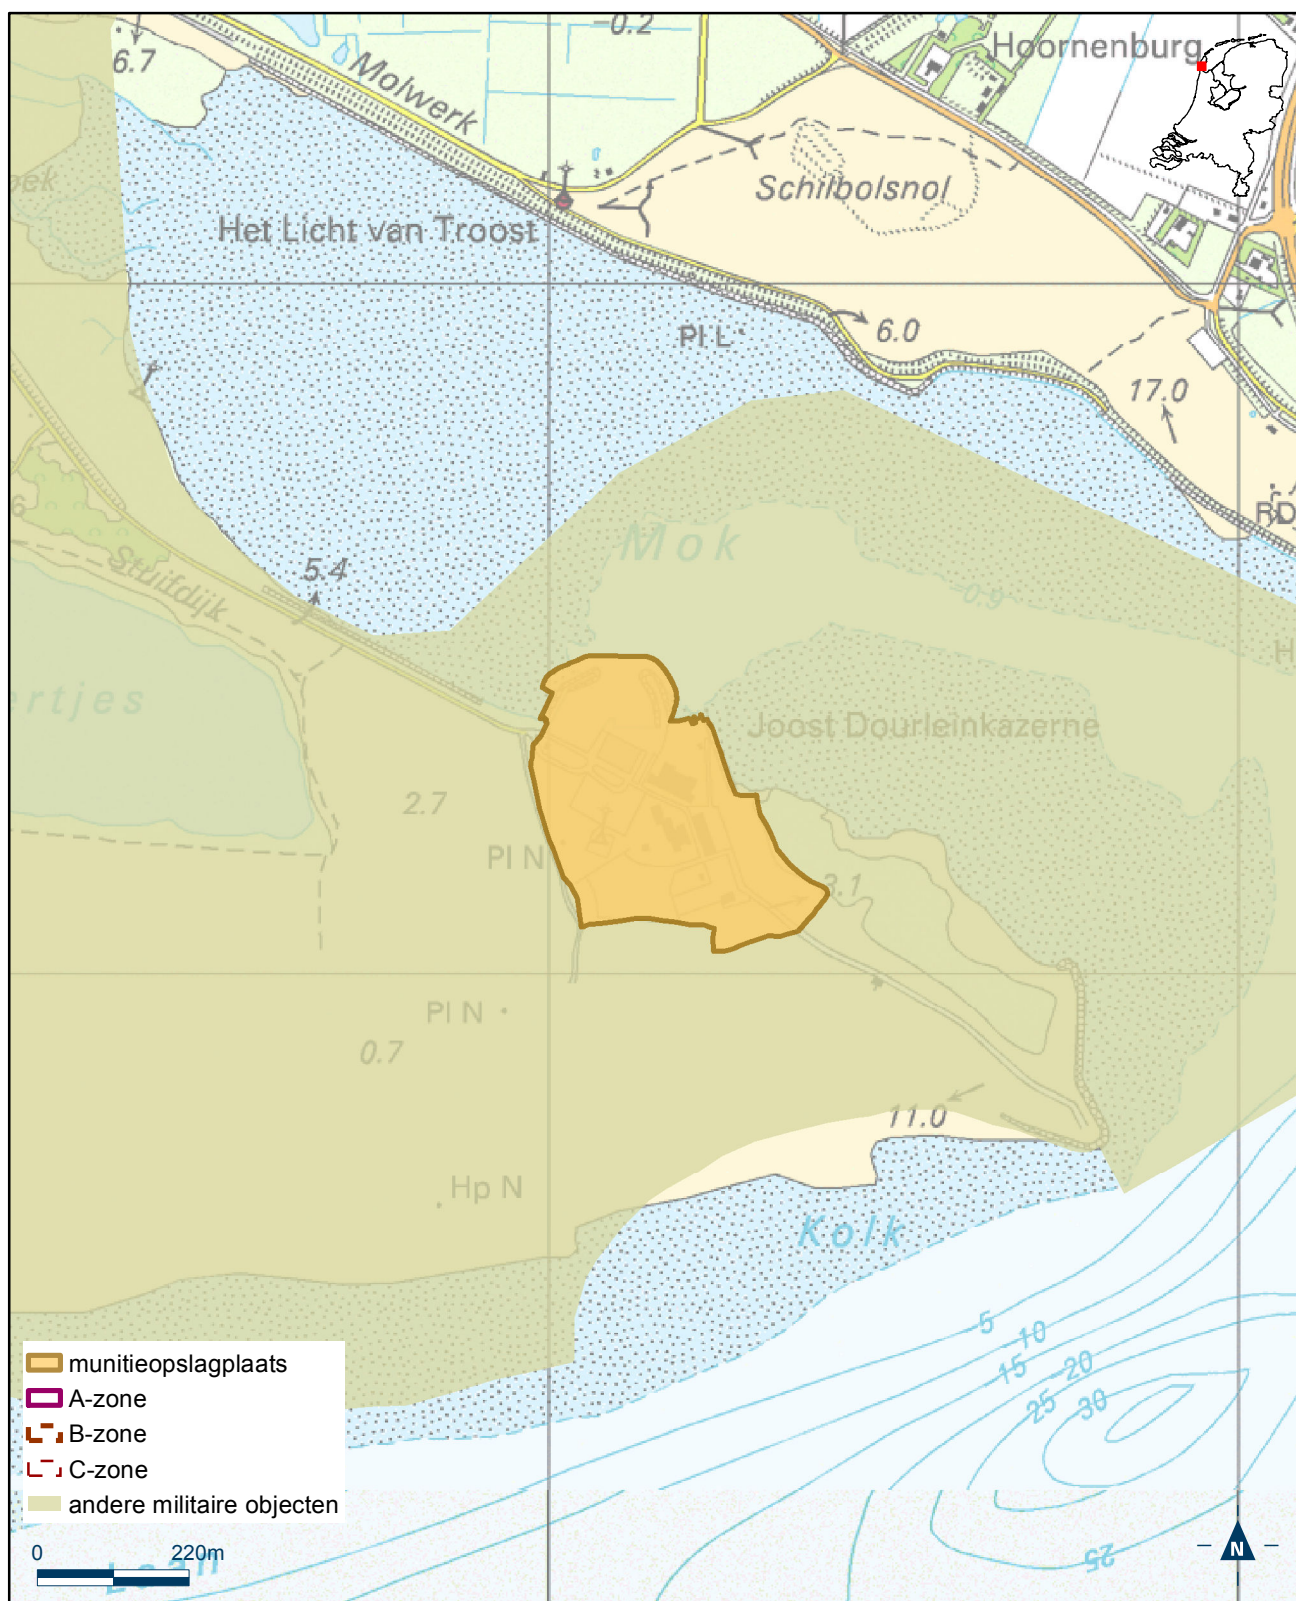 -0.2
Hoornenburg
6.7
Molwerk
Schilbolsnol
Het Licht van Troost
Pl L
6.0
17.0
RD
Mok
-0.9
6
5.4
Stuifdijk
H
ertjes
Joost Dourleinkazerne
2.7
Pl N
3.1
Pl N
0.7
11.0
Hp N
Kolk
5
10
15
20
25
30
25
munitieopslagplaats
A-zone
B-zone
C-zone
andere militaire objecten
0 220m
N